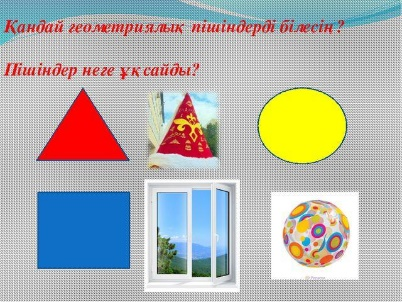 Қандай геометриялық пішіндерді білесің?
Пішіндер неге ұқсайды?